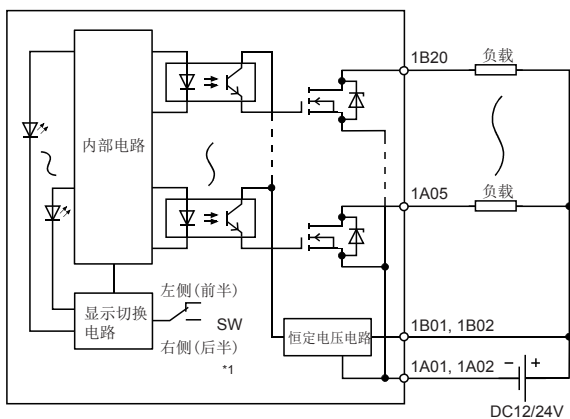 1B20
负载
内部电路
1A05
负载
左侧(前半)
显示切换
电路
SW
右侧(后半)
*1
恒定电压电路
1B01, 1B02
1A01, 1A02
− +
DC12/24V